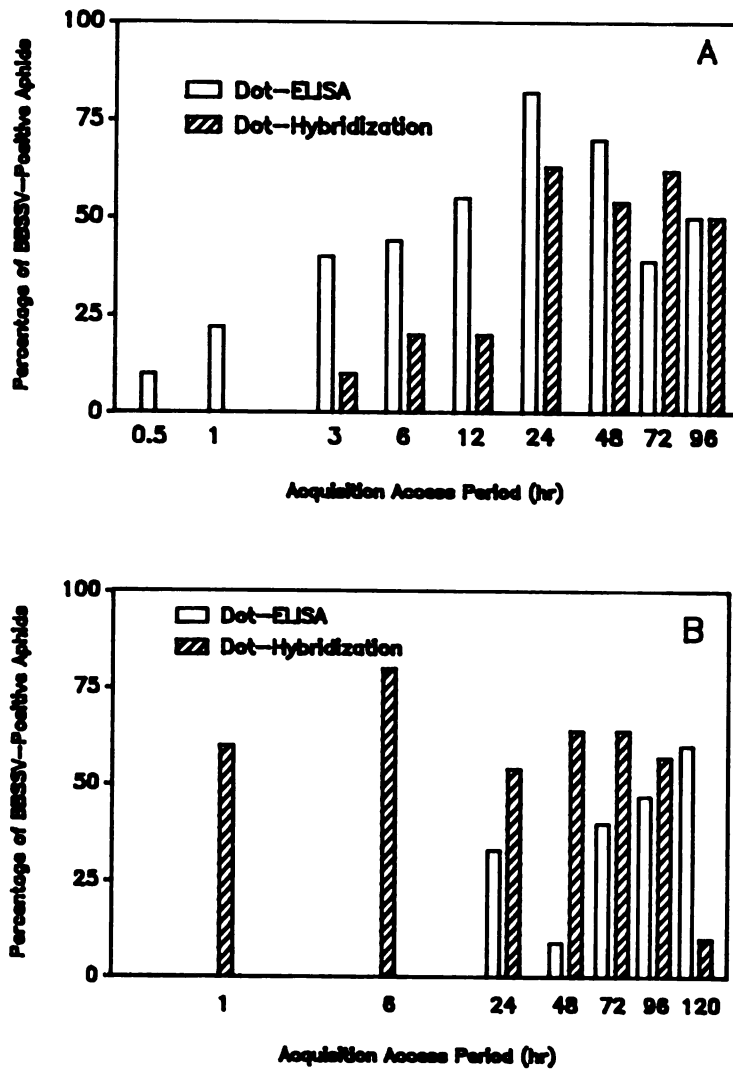 100
A
Dot-ELISA
Dot-Hybridization
75
50
25
0
Percentage of BBSSV-Positive Aphids
0.5 1 3 6 12 24 48 72 96
Acquisition Access Period (hr)
100
B
Dot-ELISA
Dot-Hybridization
75
50
25
0
Percentage of BBSSV-Positive Aphids
1 6 24 48 72 96 120
Acquisition Access Period (hr)